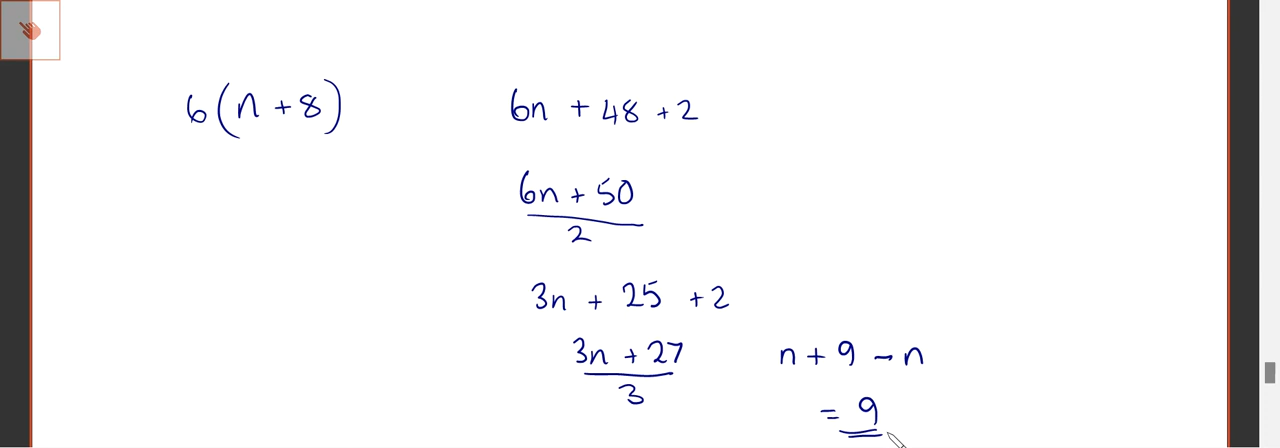 6(n+8) 6n + 48 +2
6n + 50
2
3n + 25 +2
3n + 27 n + 9 - n
3
= 9